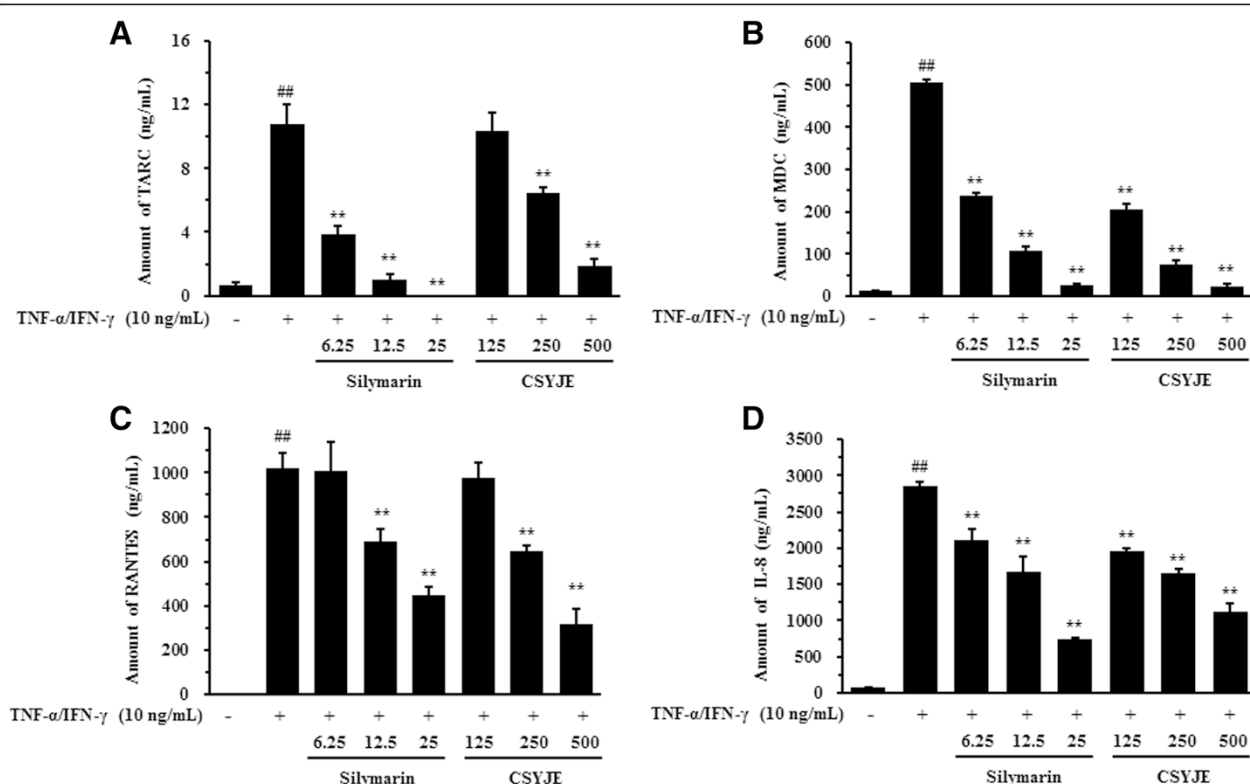 A
Amount of TARC (ng/mL)
16
12
8
4
0
##
**
**
**
**
**
TNF-α/IFN-γ (10 ng/mL) - + + + + + + +
6.25 12.5 25 125 250 500
Silymarin CSYJE
B
Amount of MDC (ng/mL)
600
500
400
300
200
100
0
##
**
**
**
**
**
**
TNF-α/IFN-γ (10 ng/mL) - + + + + + + +
6.25 12.5 25 125 250 500
Silymarin CSYJE
C
Amount of RANTES (ng/mL)
1200
1000
800
600
400
200
0
##
**
**
**
**
TNF-α/IFN-γ (10 ng/mL) - + + + + + + +
6.25 12.5 25 125 250 500
Silymarin CSYJE
D
Amount of IL-8 (ng/mL)
3500
3000
2500
2000
1500
1000
500
0
##
**
**
**
**
**
**
TNF-α/IFN-γ (10 ng/mL) - + + + + + + +
6.25 12.5 25 125 250 500
Silymarin CSYJE